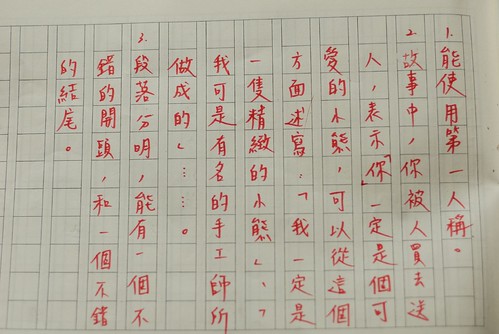 1.能使用第一人稱。
2.故事中,你被人買去送
人,表示「你」一定是個可
愛的小熊,可以從這個
方面述寫:「我一定是
一隻精緻的小熊」、「
我可是有名的手工師所
做成的」……。
3.段落分明,能有一個不
錯的開頭,和一個不錯
的結尾。